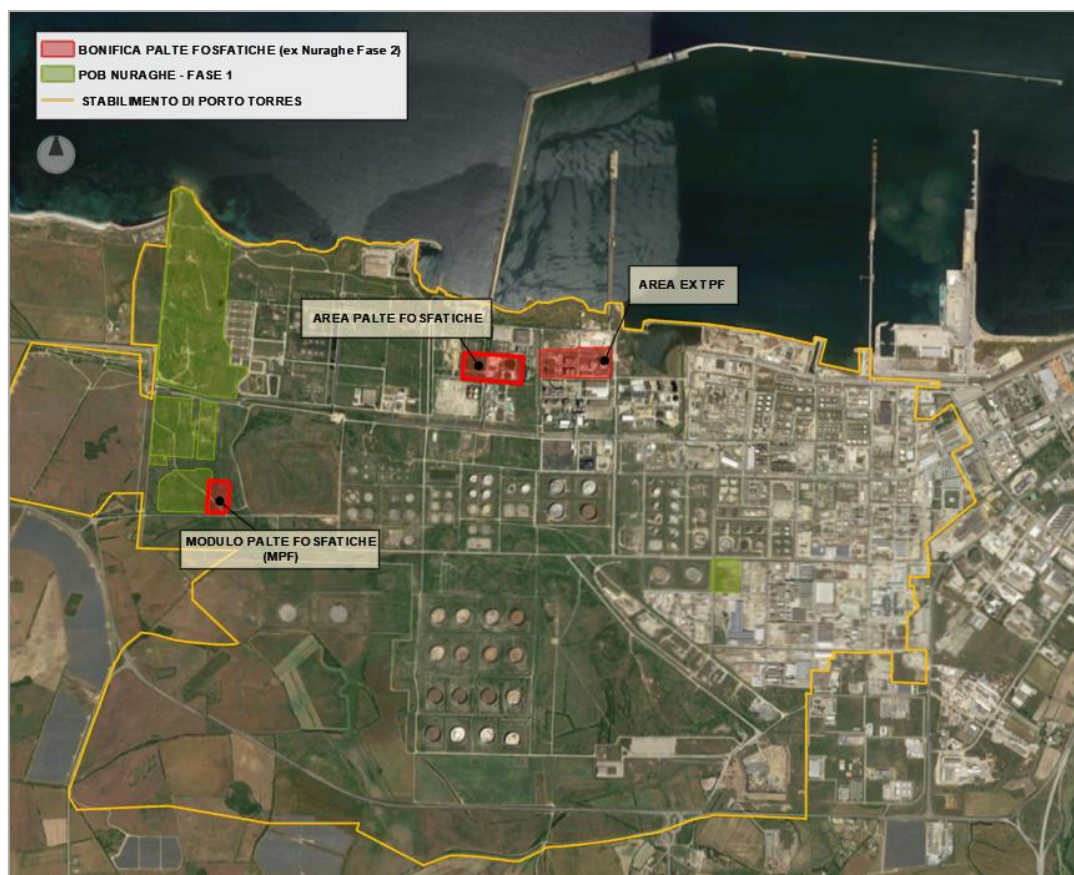 BONIFICA PALTE FOSFATICHE (ex Nuraghe Fase 2)
POB NURAGHE - FASE 1
STABILIMENTO DI PORTO TORRES
AREA EX TPF
AREA PALTE FOSFATICHE
MODULO PALTE FOSFATICHE
(MPF)